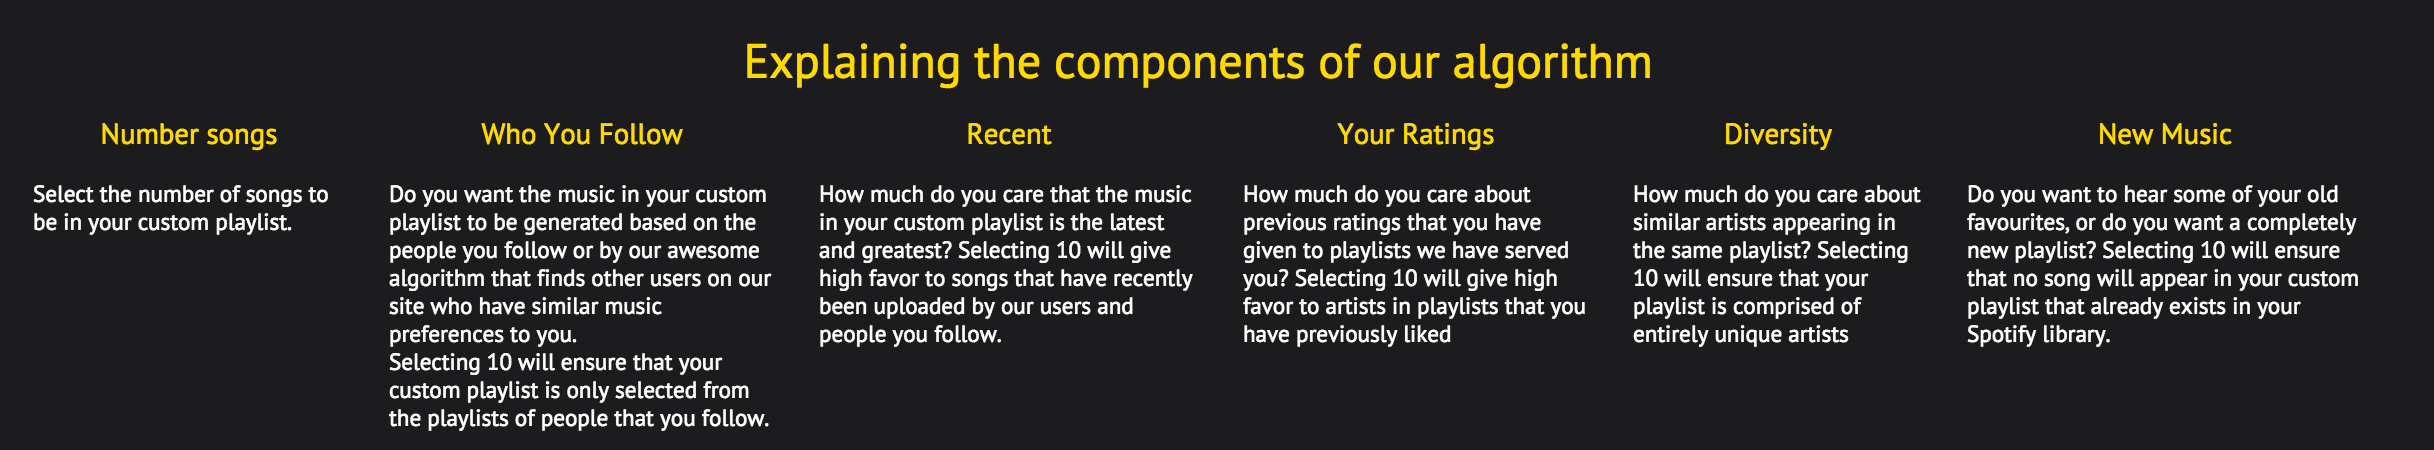 Explaining the components of our algorithm
Number songs
Select the number of songs to
be in your custom playlist.
Who You Follow
Do you want the music in your custom
playlist to be generated based on the
people you follow or by our awesome
algorithm that finds other users on our
site who have similar music
preferences to you.
Selecting 10 will ensure that your
custom playlist is only selected from
the playlists of people that you follow.
Recent
How much do you care that the music
in your custom playlist is the latest
and greatest? Selecting 10 will give
high favor to songs that have recently
been uploaded by our users and
people you follow.
Your Ratings
How much do you care about
previous ratings that you have
given to playlists we have served
you? Selecting 10 will give high
favor to artists in playlists that you
have previously liked
Diversity
How much do you care about
similar artists appearing in
the same playlist? Selecting
10 will ensure that your
playlist is comprised of
entirely unique artists
New Music
Do you want to hear some of your old
favourites, or do you want a completely
new playlist? Selecting 10 will ensure
that no song will appear in your custom
playlist that already exists in your
Spotify library.